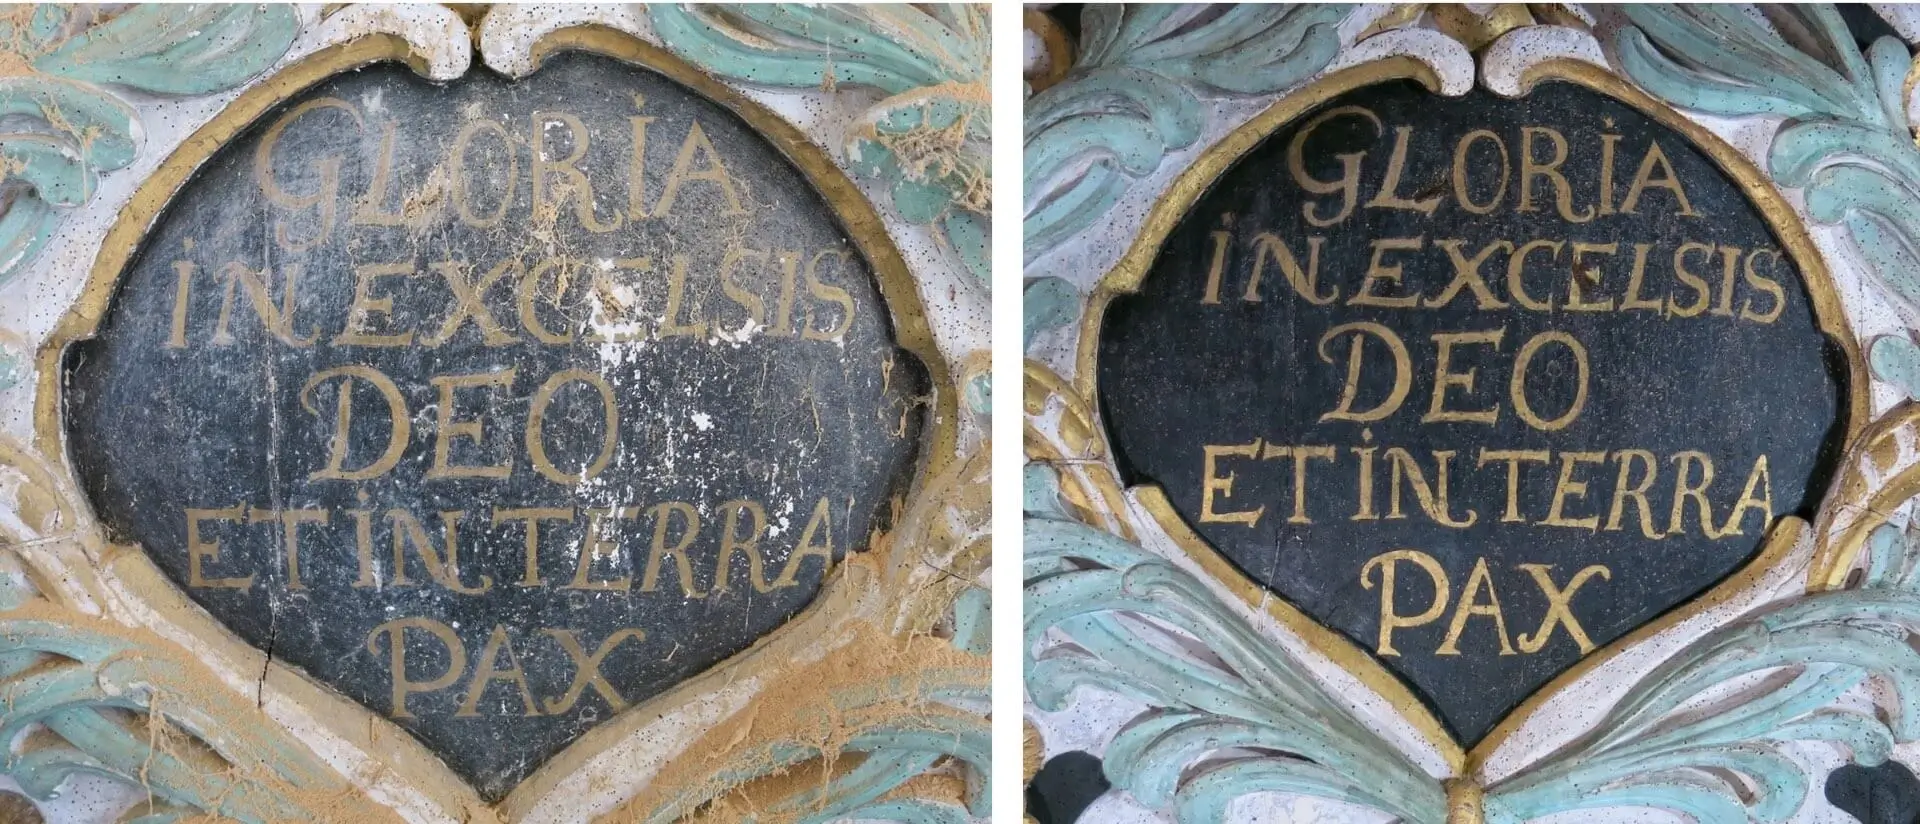 GLORiA
iN EXCELSIS
DEO
ET iN TERRA
PAX
GLORiA
iN EXCELSIS
DEO
ET iN TERRA
PAX